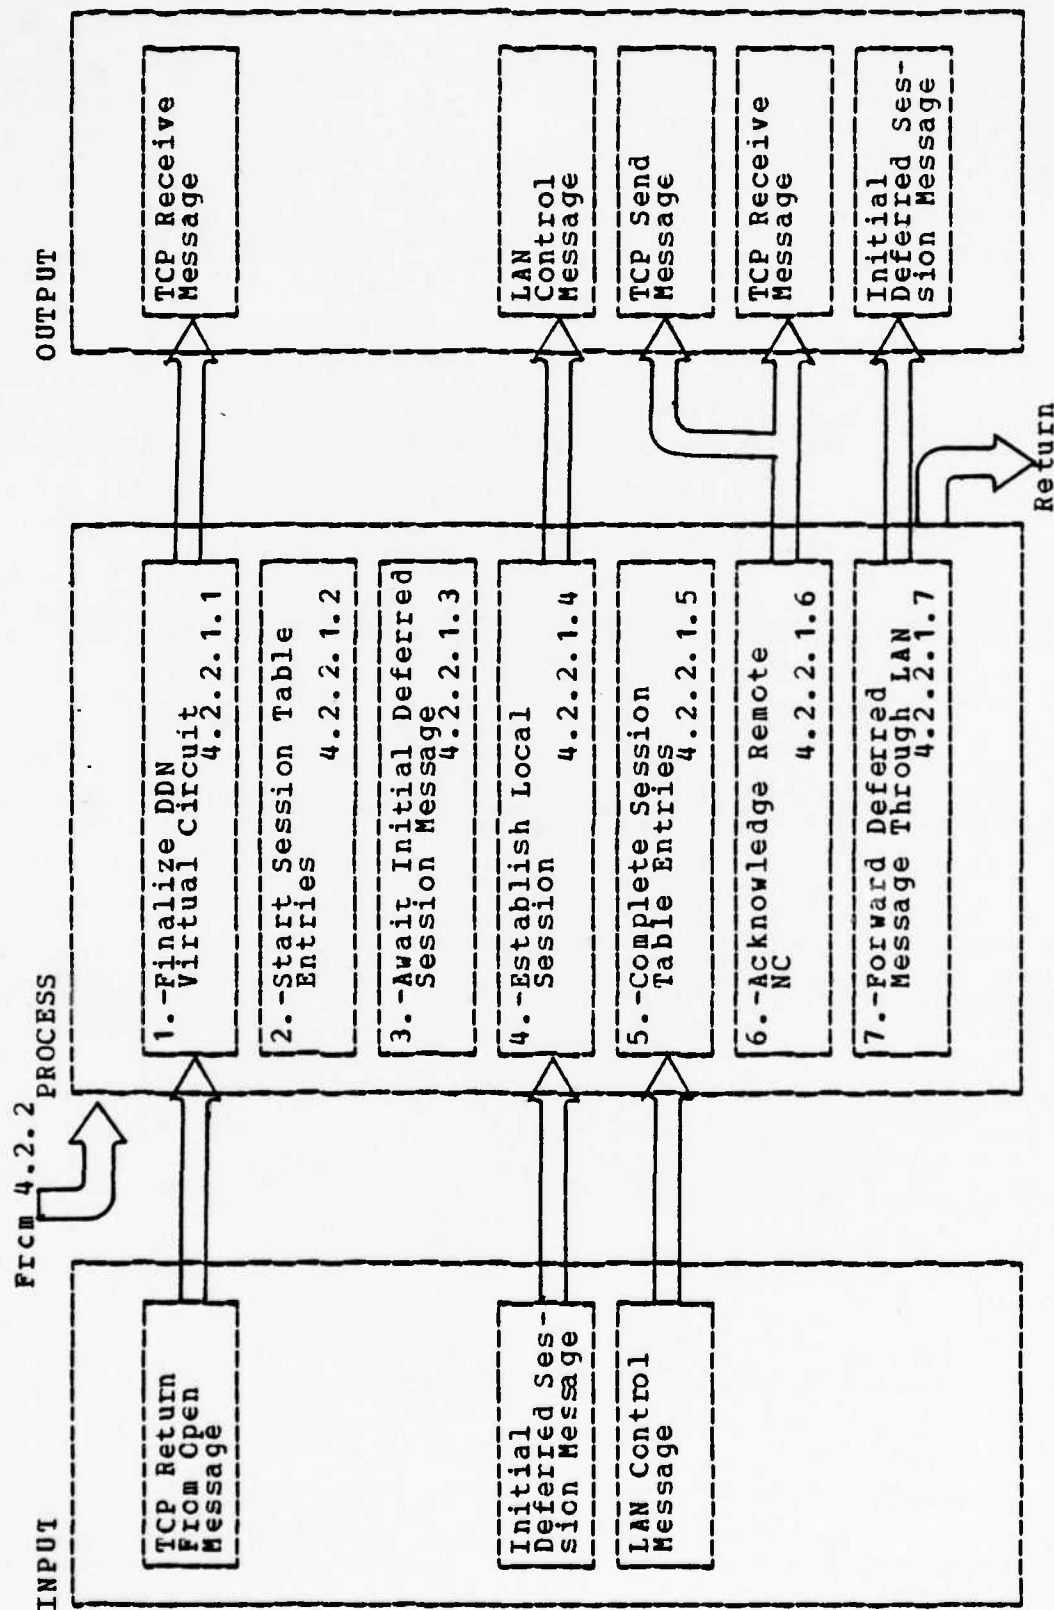 INPUT
TCP Return
From Open
Message
Initial
Deferred Ses-
sion Message
LAN Control
Message
From 4.2.2
PROCESS
1.-Finalize DDN
Virtual Circuit
4.2.2.1.1
2.-Start Session Table
Entries
4.2.2.1.2
3.-Await Initial Deferred
Session Message
4.2.2.1.3
4.-Establish Local
Session
4.2.2.1.4
5.-Complete Session
Table Entries
4.2.2.1.5
6.-Acknowledge Remote
NC
4.2.2.1.6
7.-Forward Deferred
Message Through LAN
4.2.2.1.7
Return
OUTPUT
TCP Receive
Message
LAN
Control
Message
TCP Send
Message
TCP Receive
Message
Initial
Deferred Ses-
sion Message